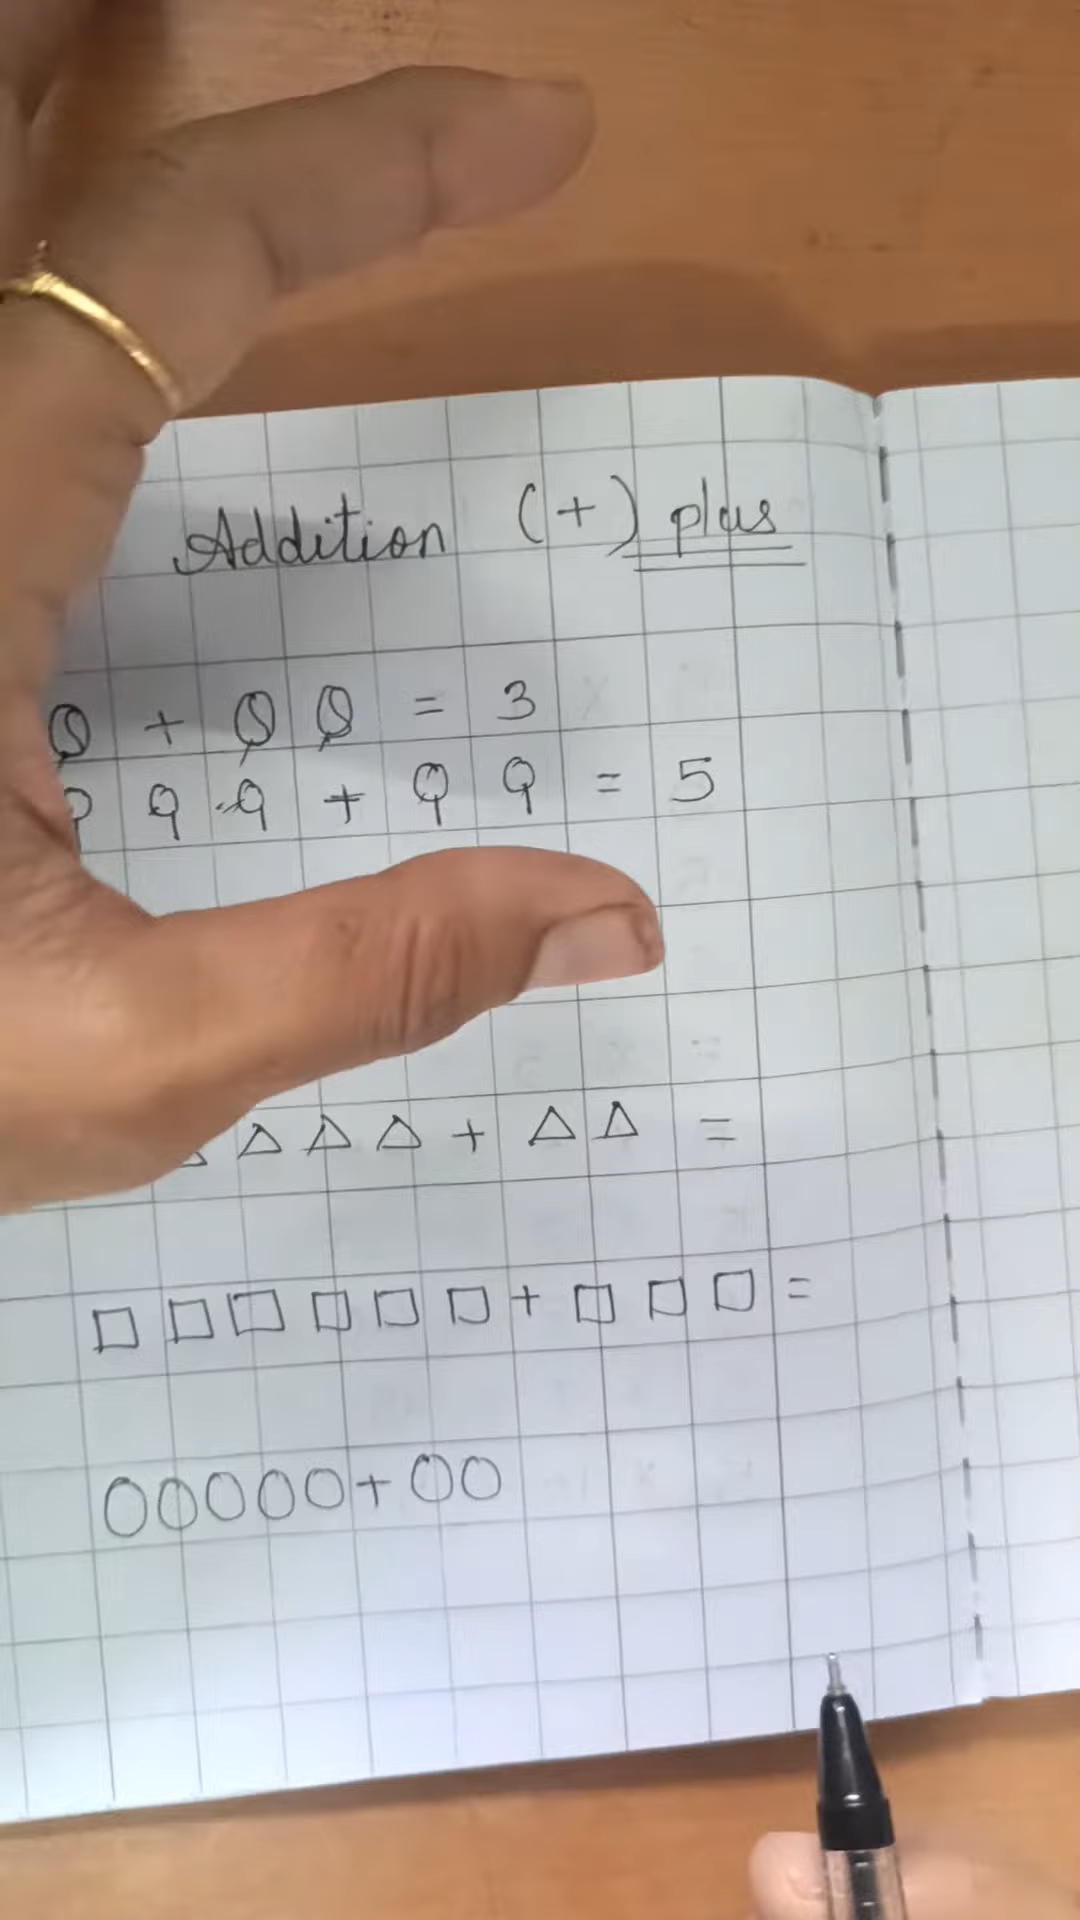 Addition (+) plus
+ = 3
+ = 5
+ =
+ =
+